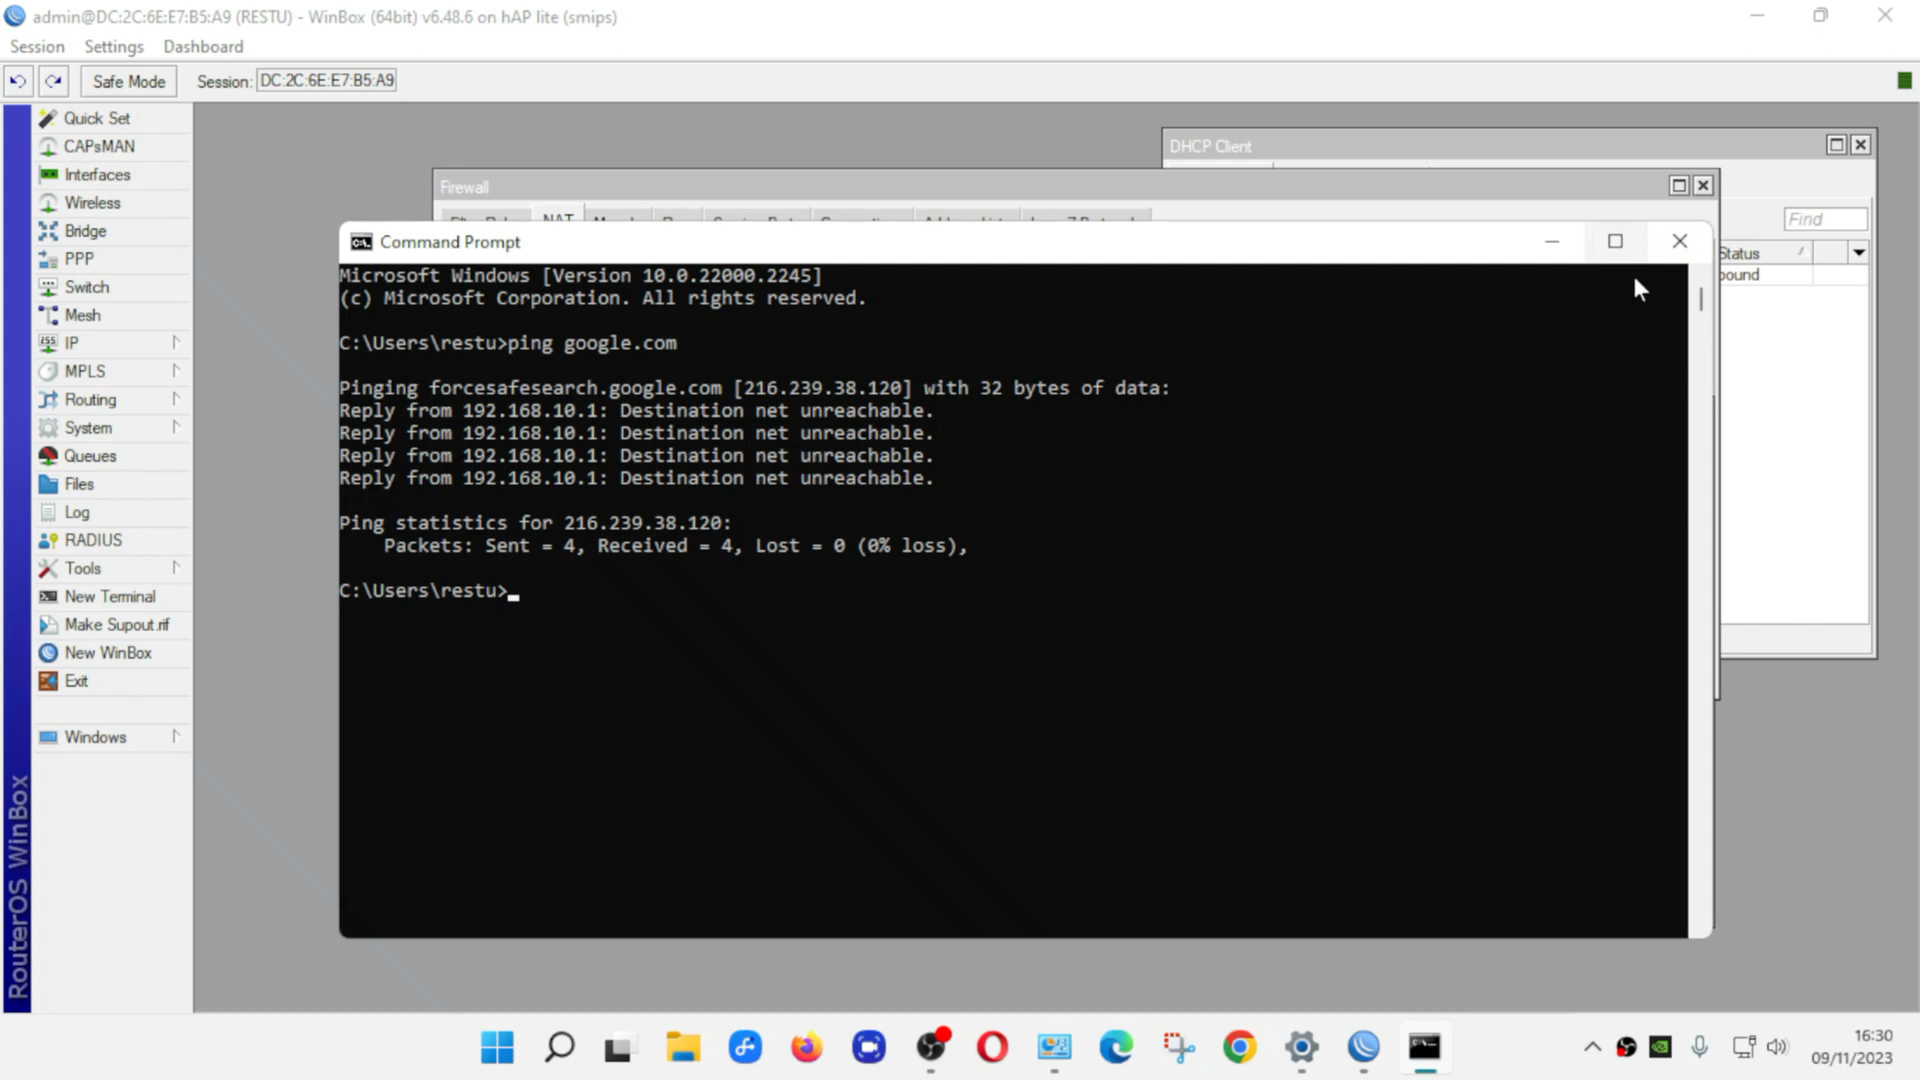 admin@DC:2C:6E:E7:B5:A9 (RESTU) - WinBox (64bit) v6.48.6 on hAP lite (smips)
Session Settings Dashboard
Safe Mode Session: DC:2C:6E:E7:B5:A9
Quick Set
CAPsMAN
Interfaces
Wireless
Bridge
PPP
Switch
Mesh
IP
MPLS
Routing
System
Queues
Files
Log
RADIUS
Tools
New Terminal
Make Supout.rif
New WinBox
Exit
Windows
RouterOS WinBox
DHCP Client
Find
Status
bound
Firewall
NAT
Command Prompt
Microsoft Windows [Version 10.0.22000.2245]
(c) Microsoft Corporation. All rights reserved.
C:\Users\restu>ping google.com
Pinging forcesafesearch.google.com [216.239.38.120] with 32 bytes of data:
Reply from 192.168.10.1: Destination net unreachable.
Reply from 192.168.10.1: Destination net unreachable.
Reply from 192.168.10.1: Destination net unreachable.
Reply from 192.168.10.1: Destination net unreachable.
Ping statistics for 216.239.38.120:
Packets: Sent = 4, Received = 4, Lost = 0 (0% loss),
C:\Users\restu>
16:30
09/11/2023